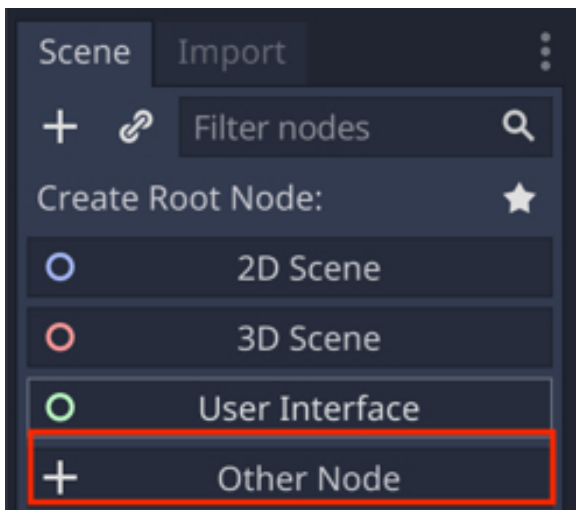 Scene Import
Filter nodes
Create Root Node:
2D Scene
3D Scene
User Interface
Other Node